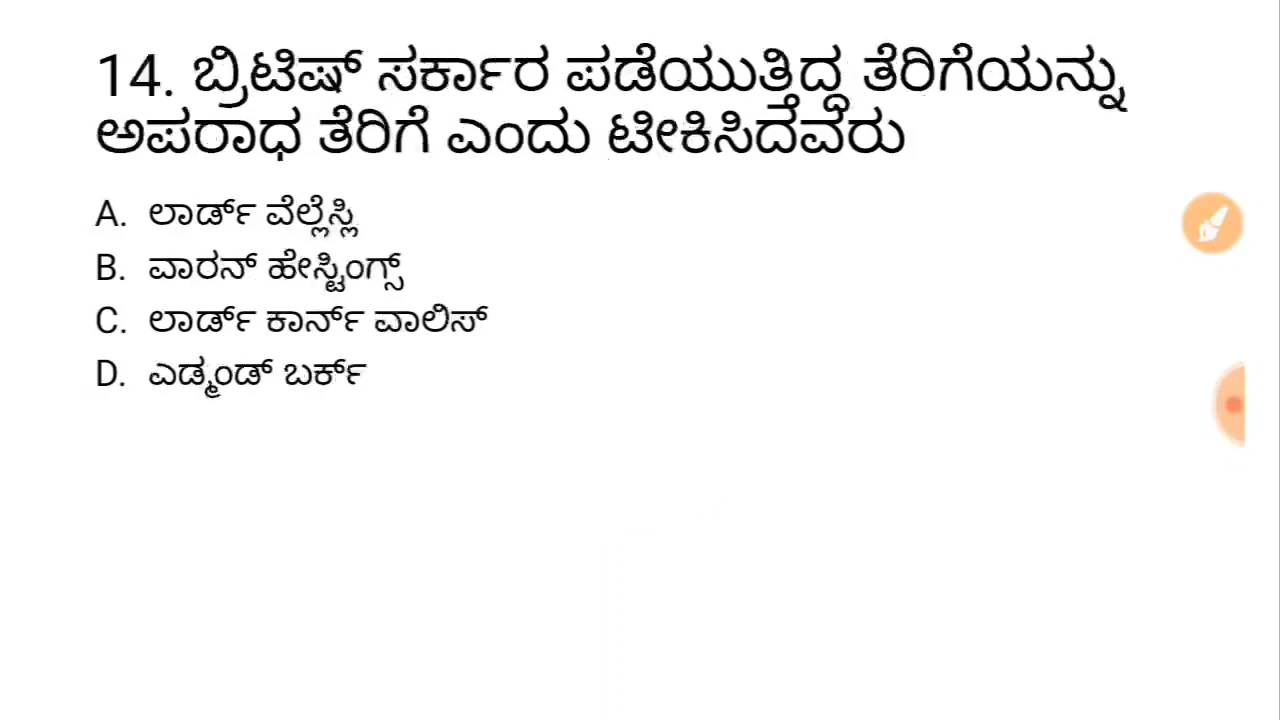 14. ಬ್ರಿಟಿಷ್ ಸರ್ಕಾರ ಪಡೆಯುತ್ತಿದ್ದ ತೆರಿಗೆಯನ್ನು
ಅಪರಾಧ ತೆರಿಗೆ ಎಂದು ಟೀಕಿಸಿದವರು
A. ಲಾರ್ಡ್ ವೆಲ್ಲೆಸ್ಲಿ
B. ವಾರನ್ ಹೇಸ್ಟಿಂಗ್ಸ್
C. ಲಾರ್ಡ್ ಕಾರ್ನ್ ವಾಲಿಸ್
D. ಎಡ್ಮಂಡ್ ಬರ್ಕ್